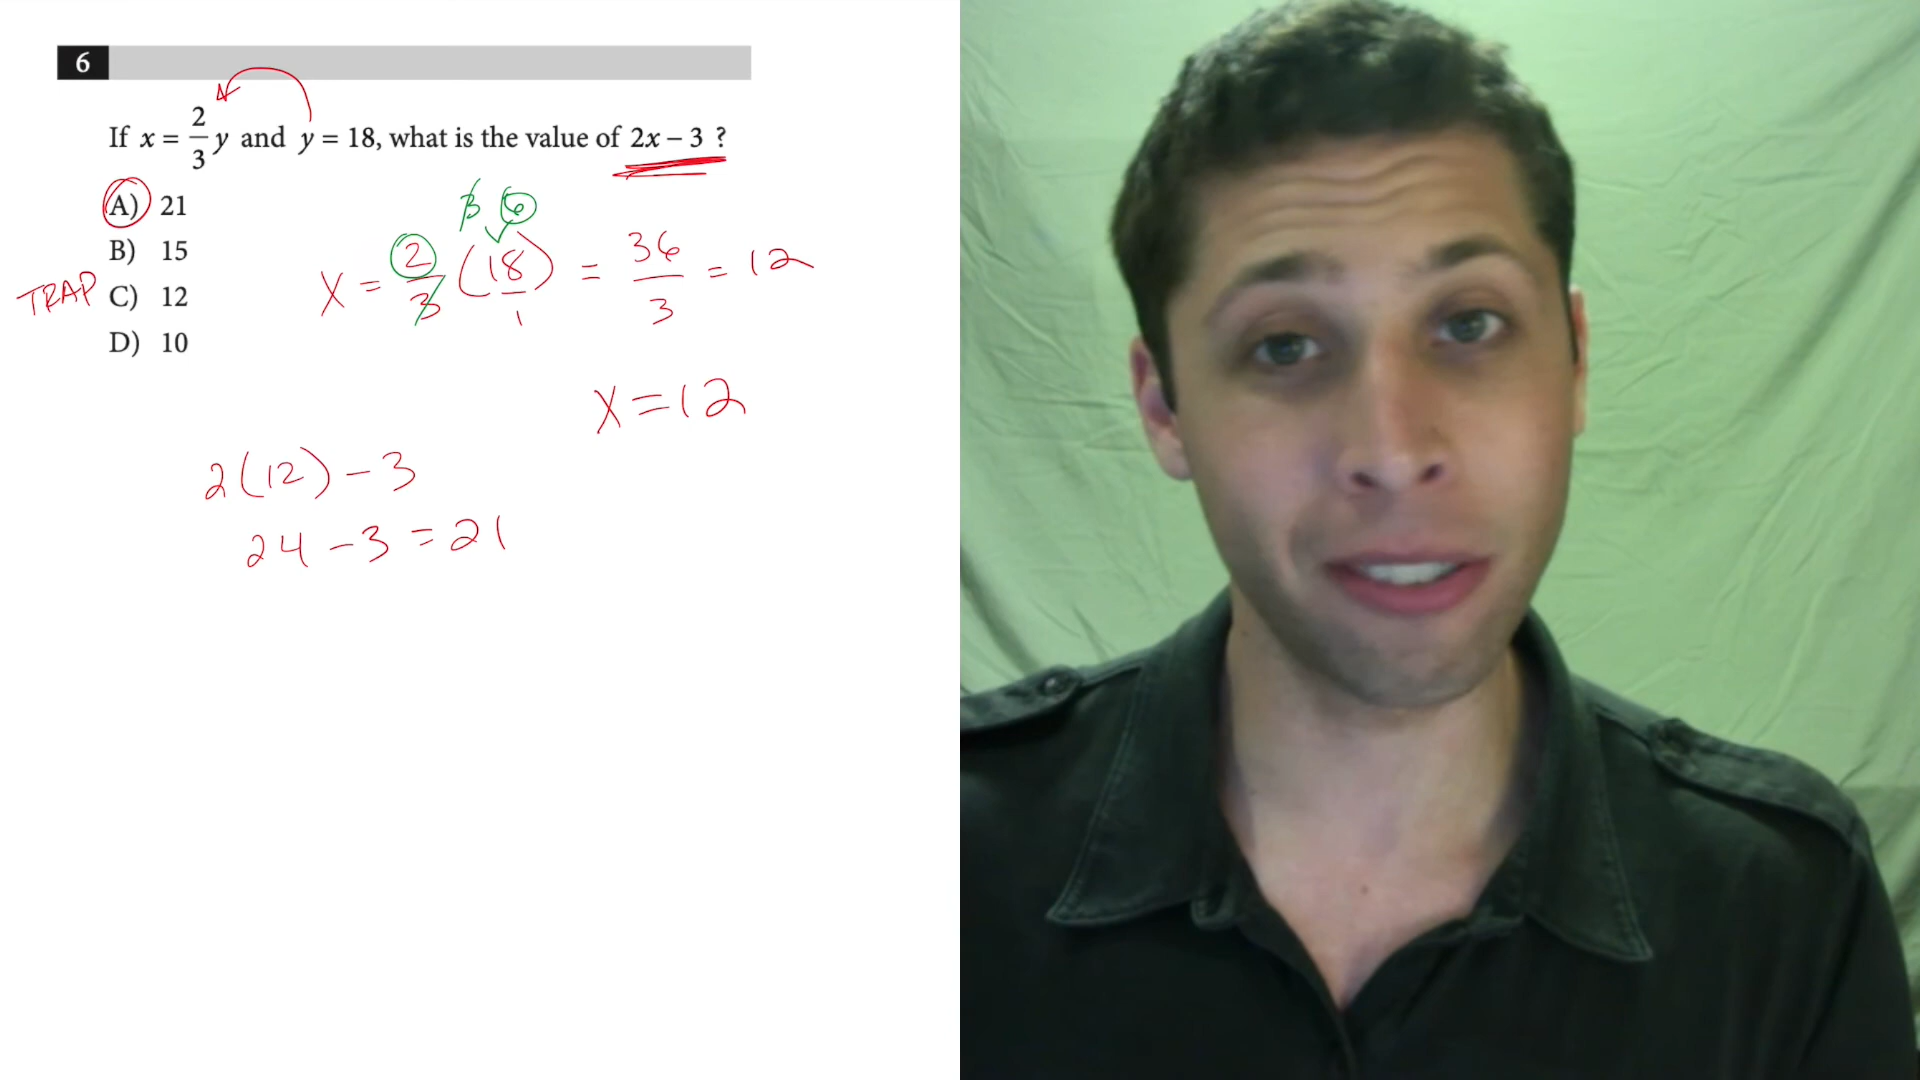 6
If x = 2/3 y and y = 18, what is the value of 2x – 3 ?
A) 21
B) 15
TRAP C) 12
D) 10
3 6
X = 2/3 (18/1) = 36/3 = 12
X = 12
2(12) – 3
24 – 3 = 21